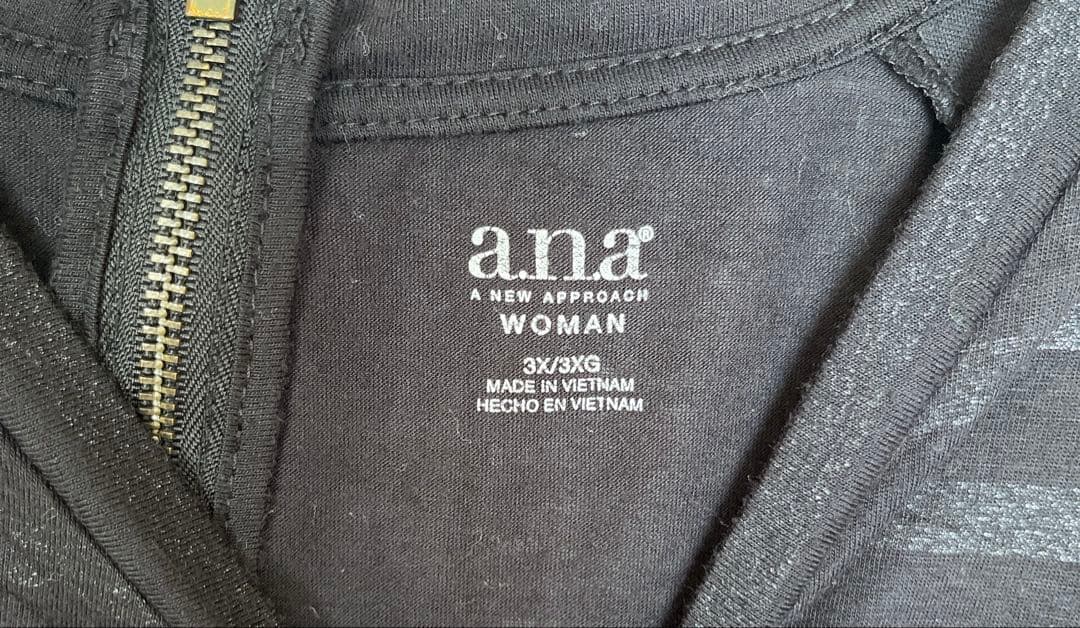 a.n.a®
A NEW APPROACH
WOMAN
3X/3XG
MADE IN VIETNAM
HECHO EN VIETNAM